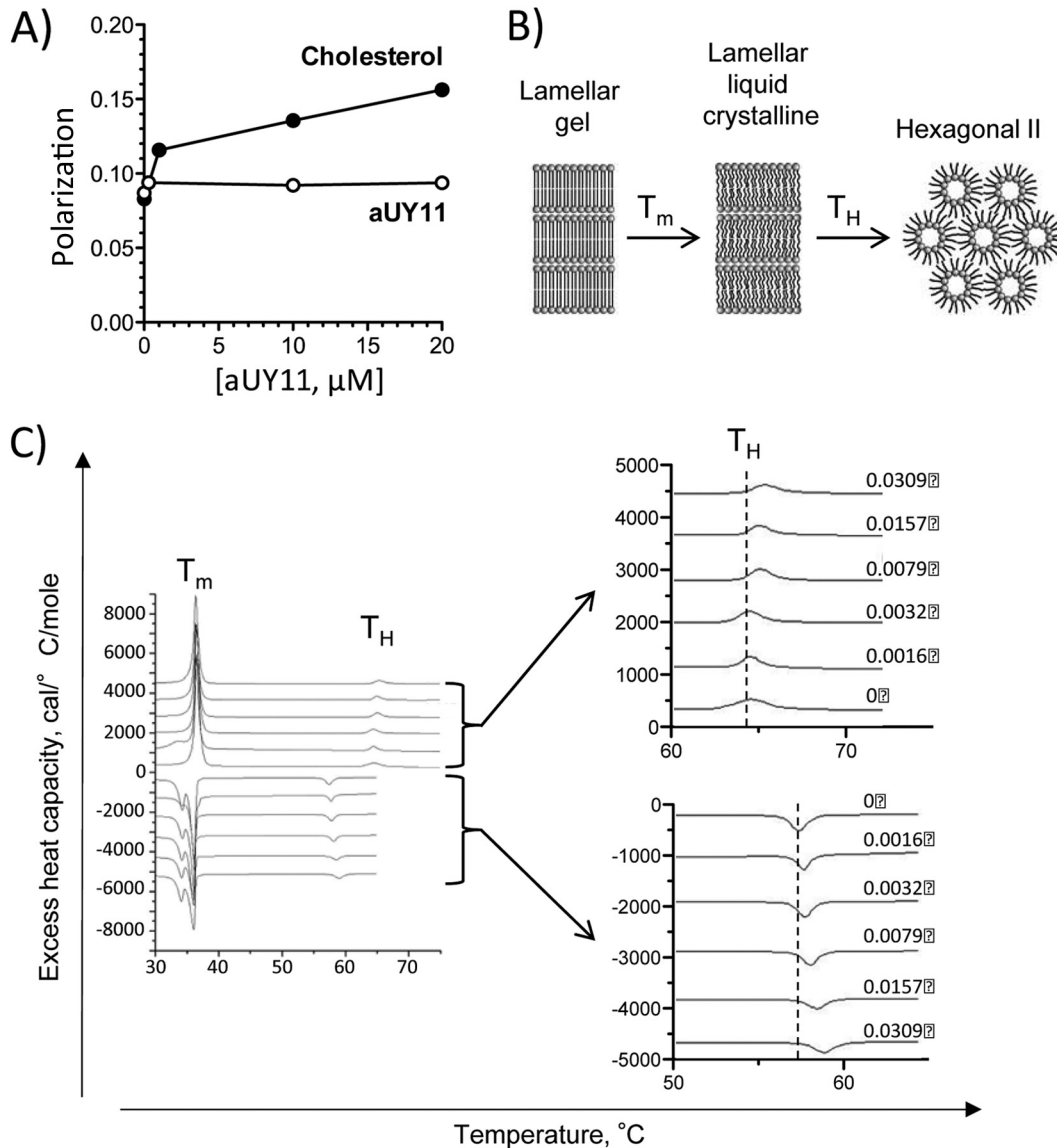 A)
0.20
0.15
0.10
0.05
0.00
Polarization
Cholesterol
aUY11
0
5
10
15
20
[aUY11, µM]
B)
Lamellar
gel
Tm
Lamellar
liquid
crystalline
TH
Hexagonal II
C)
Excess heat capacity, cal/° C/mole
Tm
TH
8000
6000
4000
2000
0
-2000
-4000
-6000
-8000
30
40
50
60
70
TH
5000
4000
3000
2000
1000
0
0.0309⍰
0.0157⍰
0.0079⍰
0.0032⍰
0.0016⍰
0⍰
60
70
0
-1000
-2000
-3000
-4000
-5000
0⍰
0.0016⍰
0.0032⍰
0.0079⍰
0.0157⍰
0.0309⍰
50
60
Temperature, °C